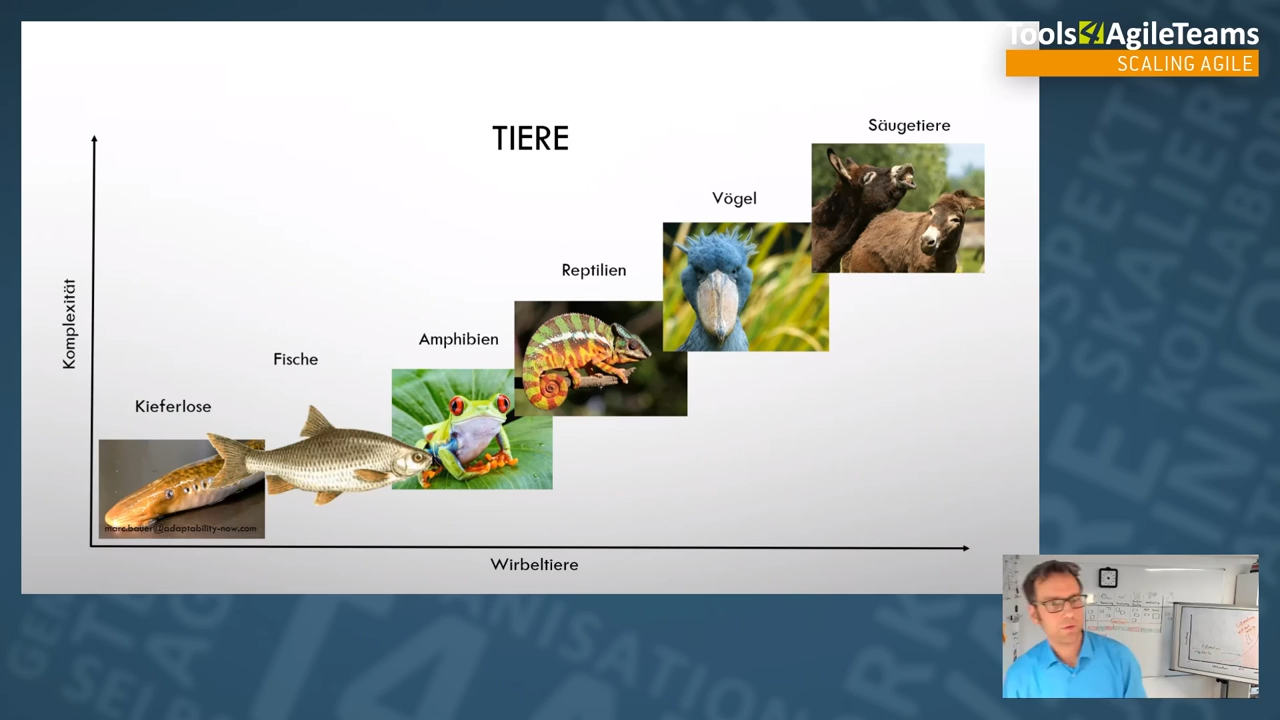 Tools4AgileTeams
SCALING AGILE
TIERE
Säugetiere
Vögel
Reptilien
Amphibien
Fische
Kieferlose
Komplexität
marc.bauer@adaptability-now.com
Wirbeltiere